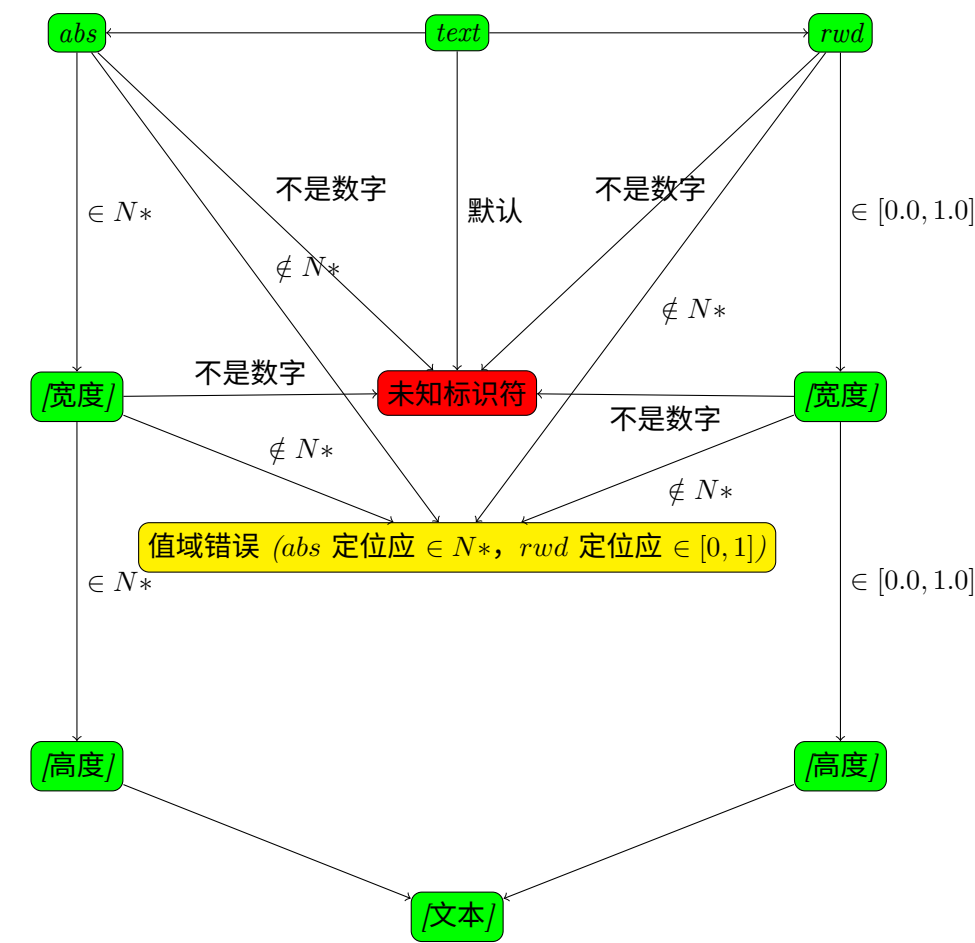 abs
text
rwd
不是数字
不是数字
∈ N*
默认
∈ [0.0, 1.0]
∉ N*
∉ N*
不是数字
[宽度]
未知标识符
[宽度]
不是数字
∉ N*
∉ N*
值域错误 (abs 定位应 ∈ N*，rwd 定位应 ∈ [0, 1])
∈ N*
∈ [0.0, 1.0]
[高度]
[高度]
[文本]